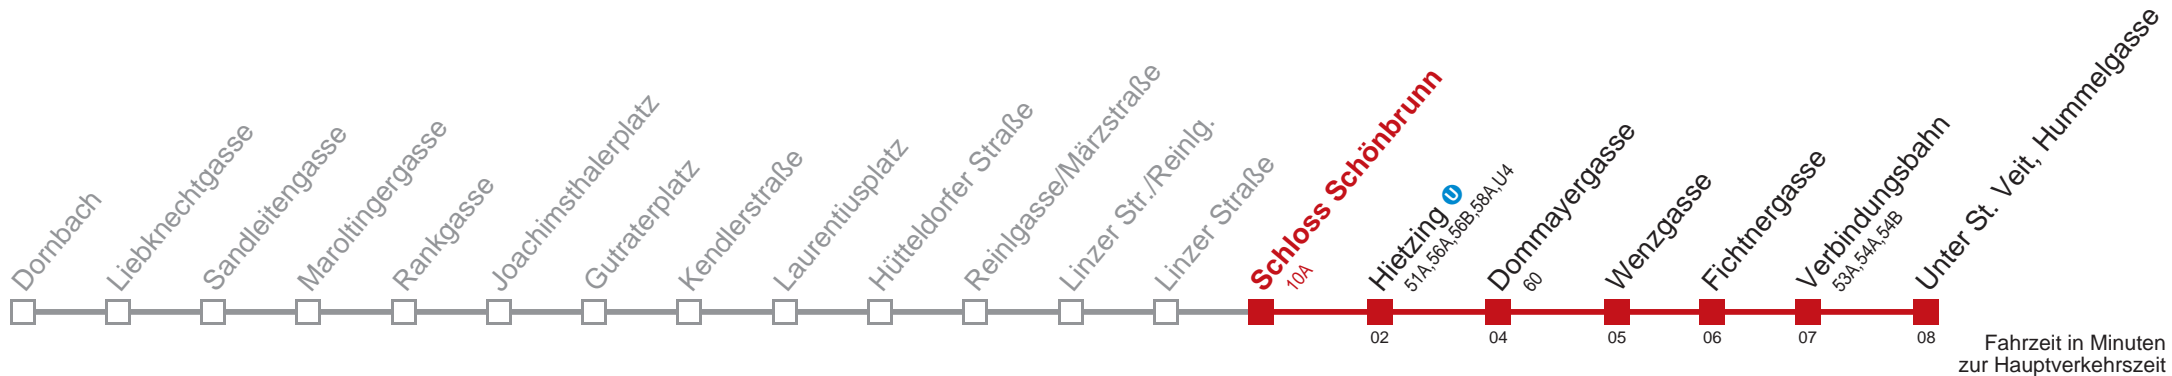 Dornbach
Liebknechtgasse
Sandleitengasse
Maroltingergasse
Rankgasse
Joachimsthalerplatz
Gutraterplatz
Kendlerstraße
Laurentiusplatz
Hütteldorfer Straße
Reinlgasse/Märzstraße
Linzer Str./Reinlg.
Linzer Straße
Schloss Schönbrunn
10A
Hietzing U
51A,56A,56B,58A,U4
Dommayergasse
60
Wenzgasse
Fichtnergasse
Verbindungsbahn
53A,54A,54B
Unter St. Veit, Hummelgasse
02
04
05
06
07
08
Fahrzeit in Minuten
zur Hauptverkehrszeit